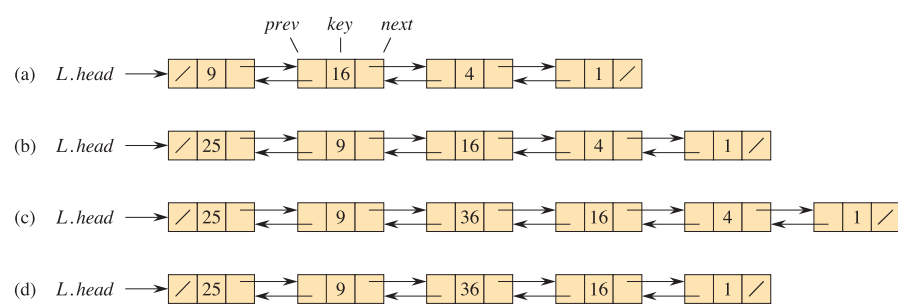 prev key next
(a) L.head / 9 16 4 1 /
(b) L.head / 25 9 16 4 1 /
(c) L.head / 25 9 36 16 4 1 /
(d) L.head / 25 9 36 16 1 /